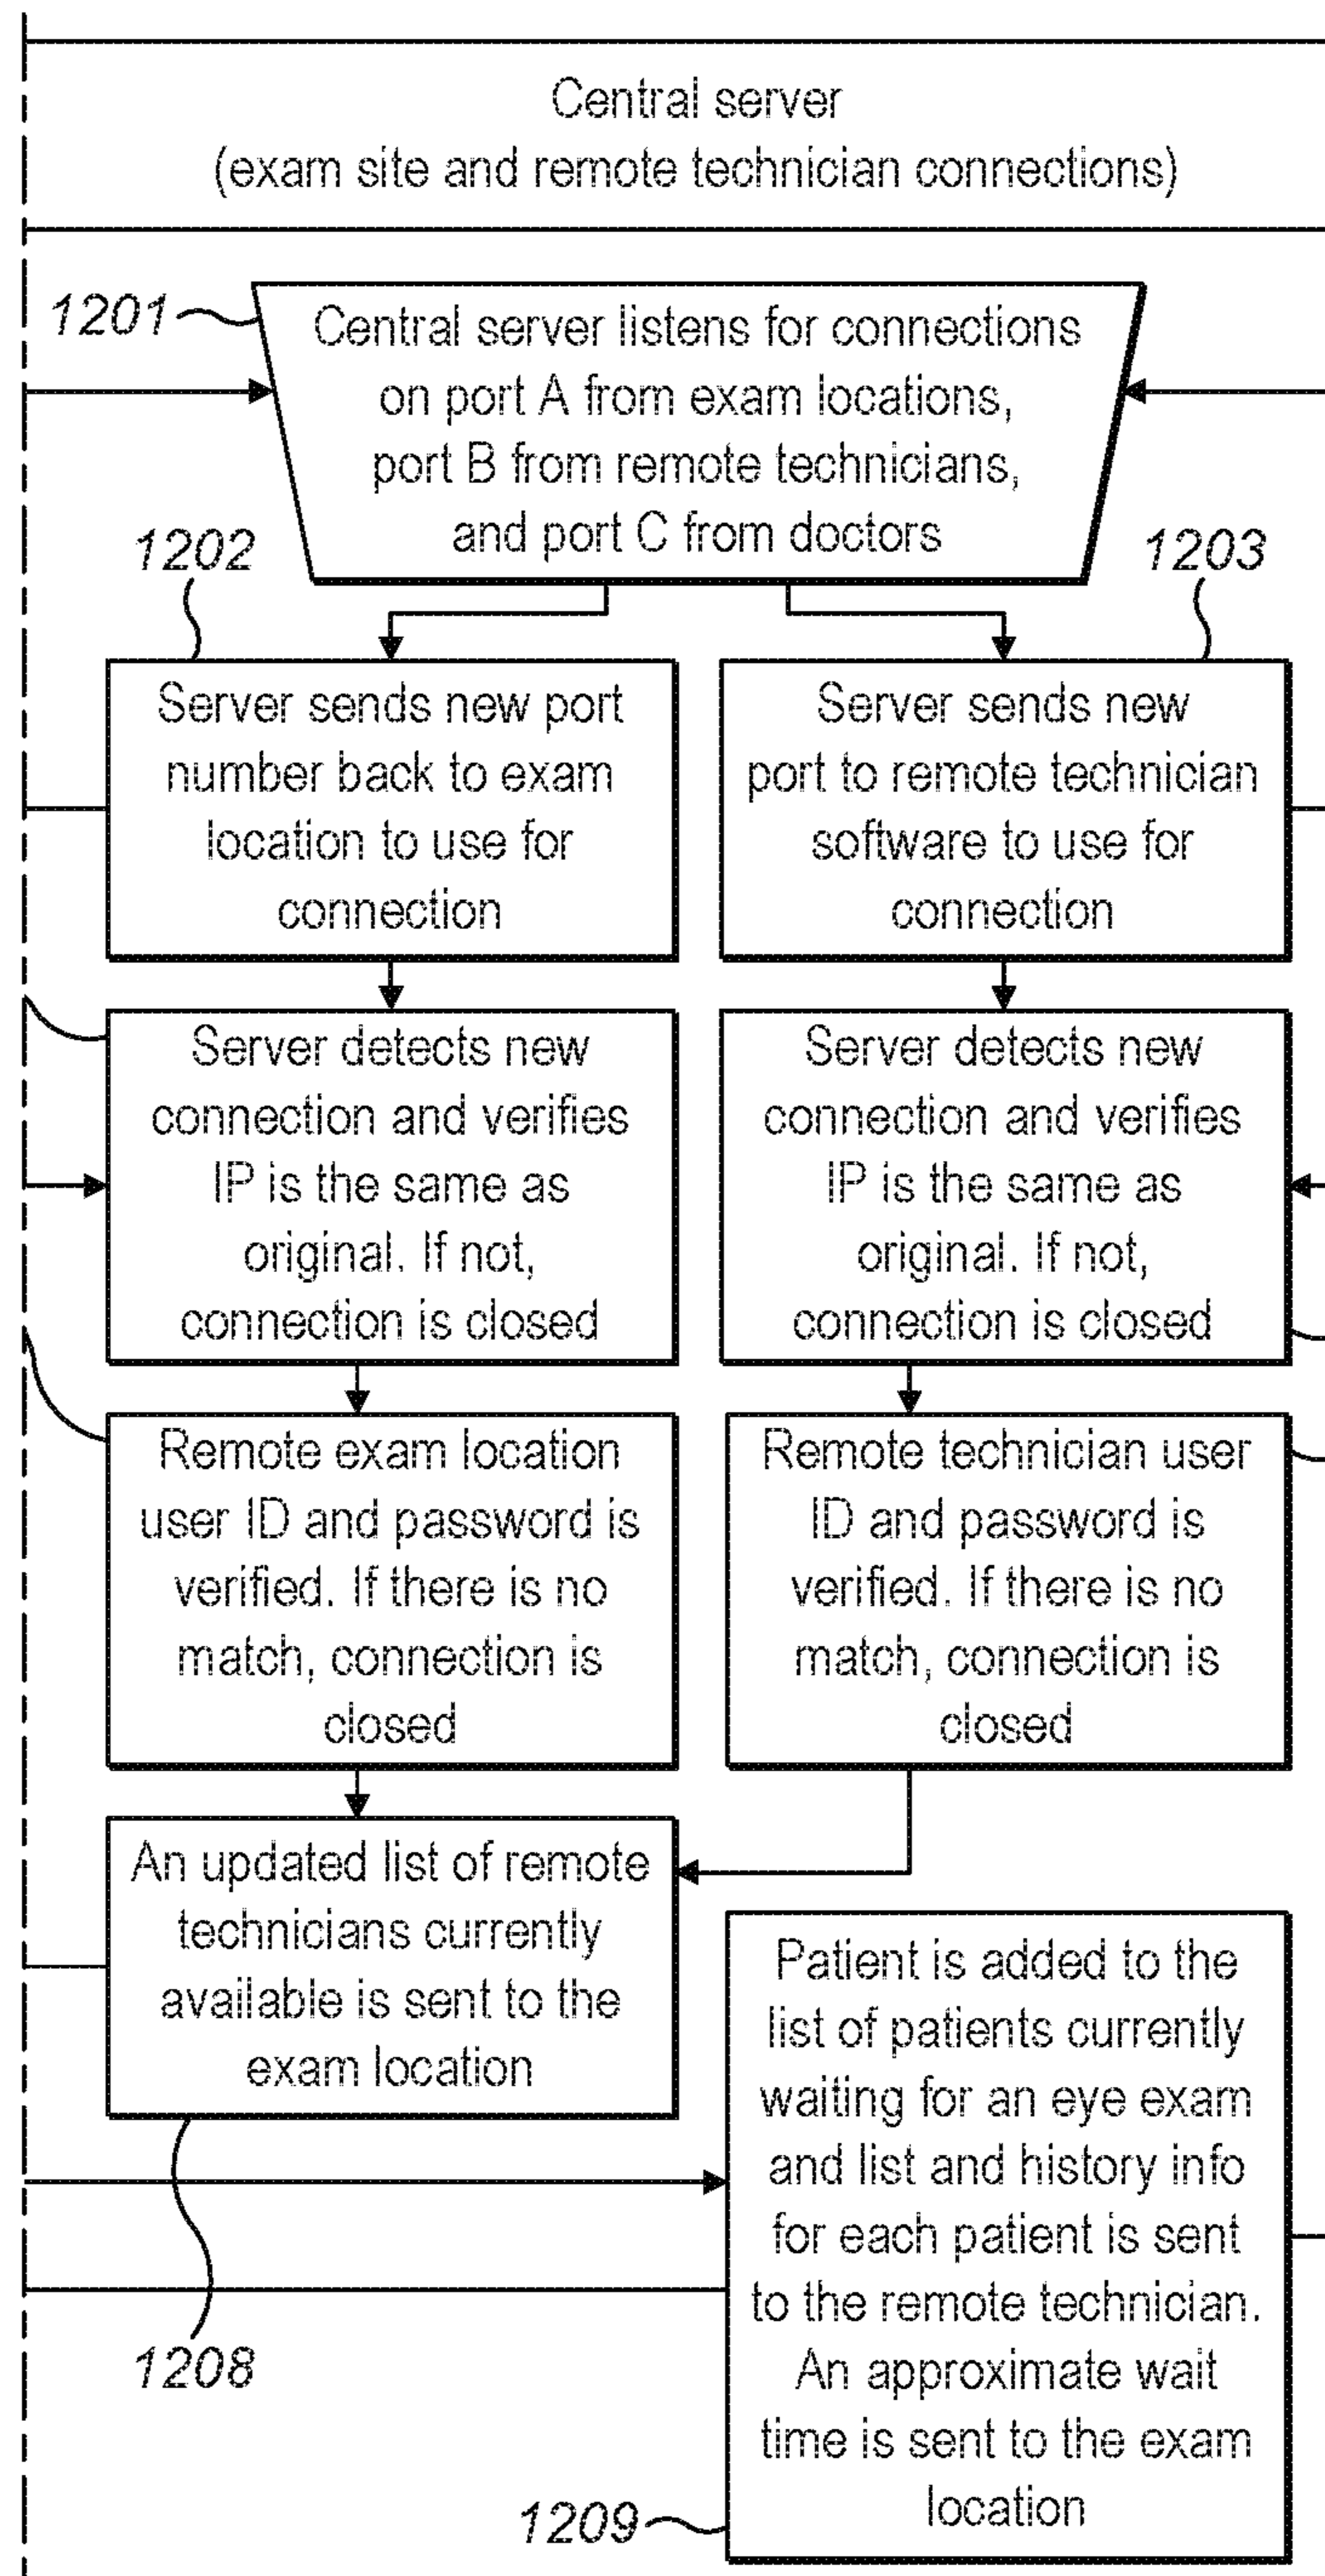 Central server
(exam site and remote technician connections)
1201
Central server listens for connections
on port A from exam locations,
port B from remote technicians,
and port C from doctors
1202
1203
Server sends new port
number back to exam
location to use for
connection
Server sends new
port to remote technician
software to use for
connection
Server detects new
connection and verifies
IP is the same as
original. If not,
connection is closed
Server detects new
connection and verifies
IP is the same as
original. If not,
connection is closed
Remote exam location
user ID and password is
verified. If there is no
match, connection is
closed
Remote technician user
ID and password is
verified. If there is no
match, connection is
closed
An updated list of remote
technicians currently
available is sent to the
exam location
1208
Patient is added to the
list of patients currently
waiting for an eye exam
and list and history info
for each patient is sent
to the remote technician.
An approximate wait
time is sent to the exam
location
1209